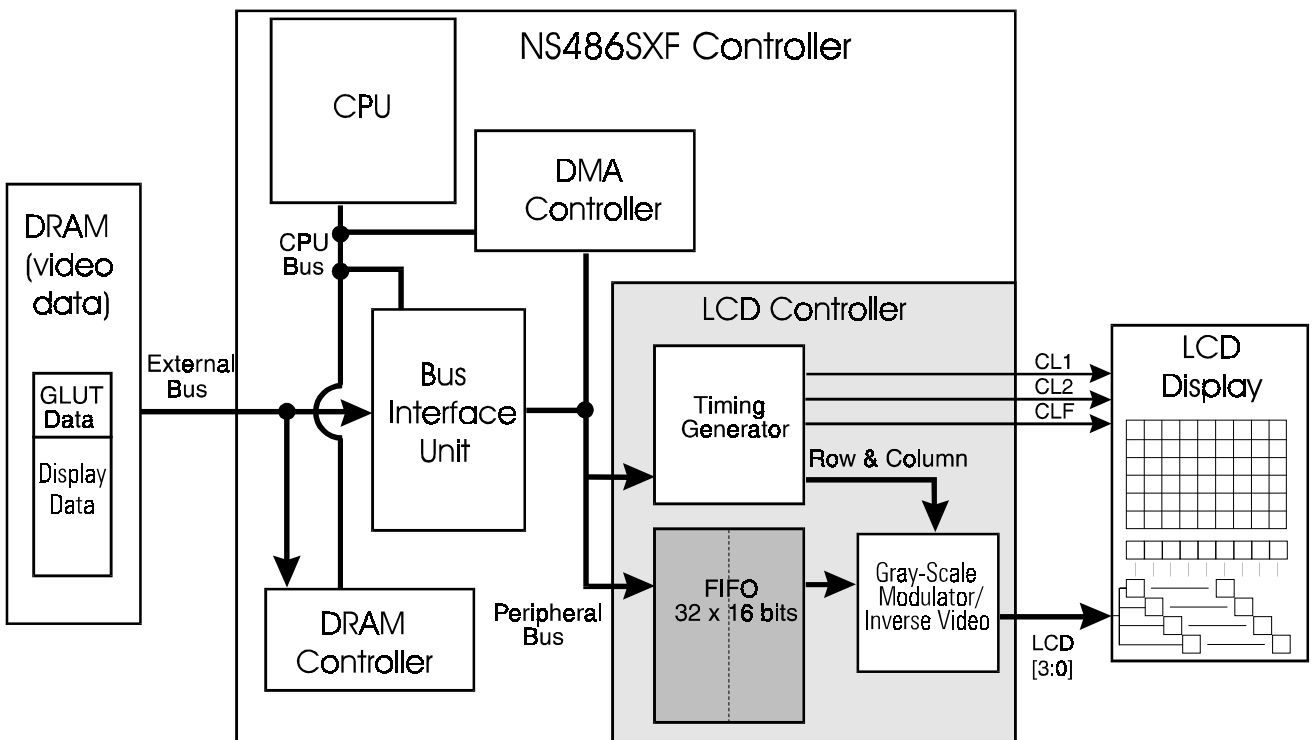 NS486SXF Controller
CPU
DMA
Controller
DRAM
(video
data)
CPU
Bus
LCD Controller
External
Bus
GLUT
Data
Display
Data
Bus
Interface
Unit
Timing
Generator
CL1
CL2
CLF
LCD
Display
Row & Column
FIFO
32 x 16 bits
Gray-Scale
Modulator/
Inverse Video
Peripheral
Bus
DRAM
Controller
LCD
[3:0]